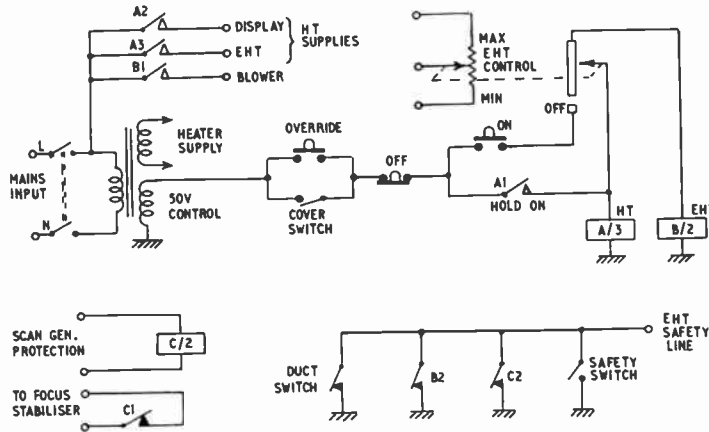 A2
DISPLAY
HT
SUPPLIES
A3
EHT
B1
BLOWER
MAX
EHT
CONTROL
MIN
OFF
L
MAINS
INPUT
N
HEATER
SUPPLY
50V
CONTROL
OVERRIDE
COVER
SWITCH
OFF
ON
A1
HOLD ON
HT
A/3
EHT
B/2
SCAN GEN.
PROTECTION
C/2
TO FOCUS
STABILISER
C1
EHT
SAFETY
LINE
DUCT
SWITCH
B2
C2
SAFETY
SWITCH